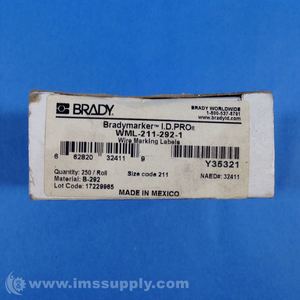 BRADY
BRADY WORLDWIDE
1-800-537-8791
www.bradyid.com
Bradymarker™ I.D.PRO®
WML-211-292-1
Wire Marking Labels
6 62820 32411 9
Y35321
Quantity: 250 / Roll
Size code 211
NAED#: 32411
Material: B-292
Lot Code: 17229965
MADE IN MEXICO
© www.imssupply.com